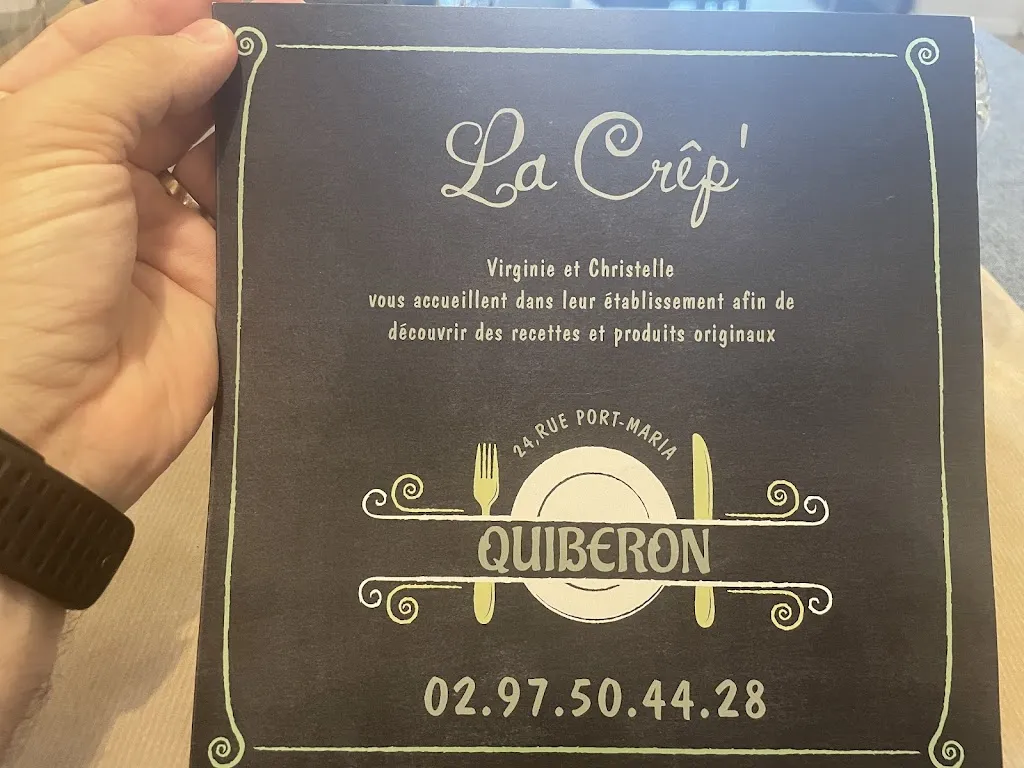 La Crêp'
Virginie et Christelle
vous accueillent dans leur établissement afin de
découvrir des recettes et produits originaux
24, RUE PORT-MARIA
QUIBERON
02.97.50.44.28